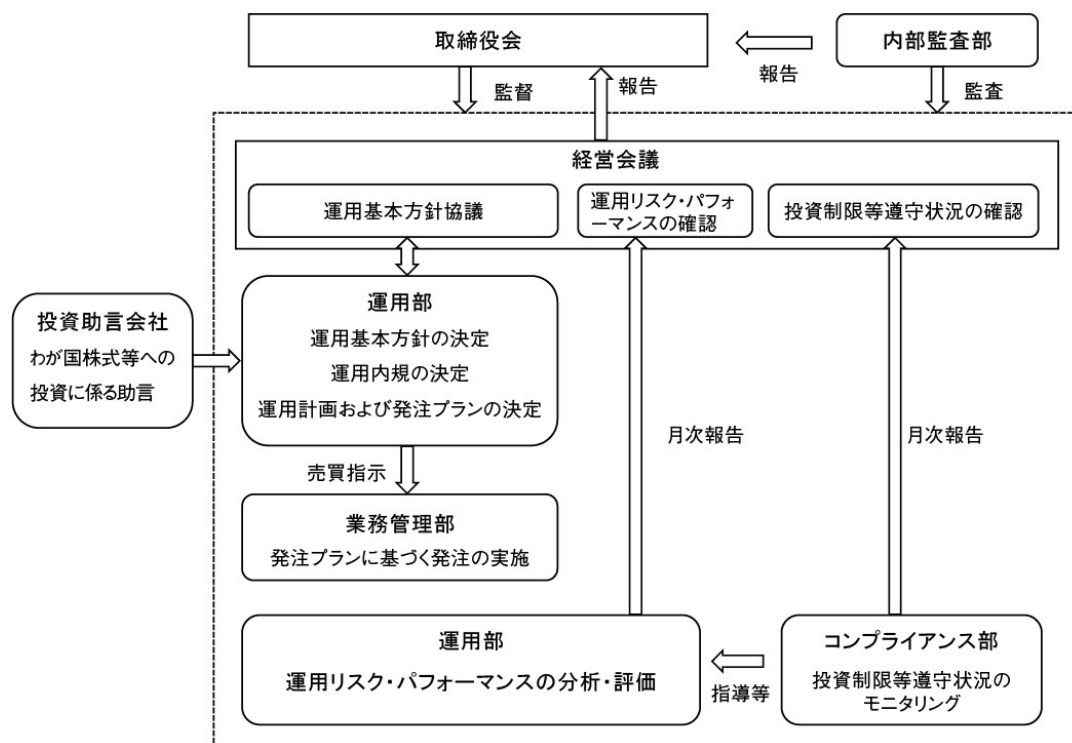 取締役会
内部監査部
報告
監督
報告
監査
経営会議
運用基本方針協議
運用リスク・パフォ
ーマンスの確認
投資制限等遵守状況の確認
投資助言会社
わが国株式等への
投資に係る助言
運用部
運用基本方針の決定
運用内規の決定
運用計画および発注プランの決定
月次報告
月次報告
売買指示
業務管理部
発注プランに基づく発注の実施
運用部
運用リスク・パフォーマンスの分析・評価
指導等
コンプライアンス部
投資制限等遵守状況の
モニタリング